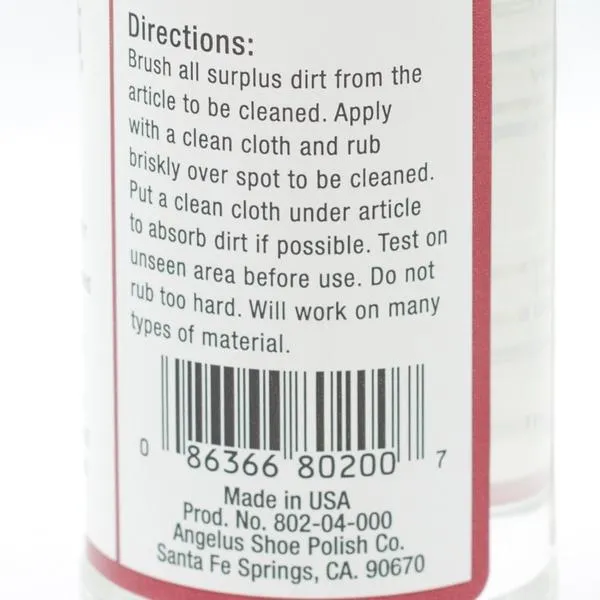 Directions:
Brush all surplus dirt from the
article to be cleaned. Apply
with a clean cloth and rub
briskly over spot to be cleaned.
Put a clean cloth under article
to absorb dirt if possible. Test on
unseen area before use. Do not
rub too hard. Will work on many
types of material.
0 86366 80200 7
Made in USA
Prod. No. 802-04-000
Angelus Shoe Polish Co.
Santa Fe Springs, CA. 90670